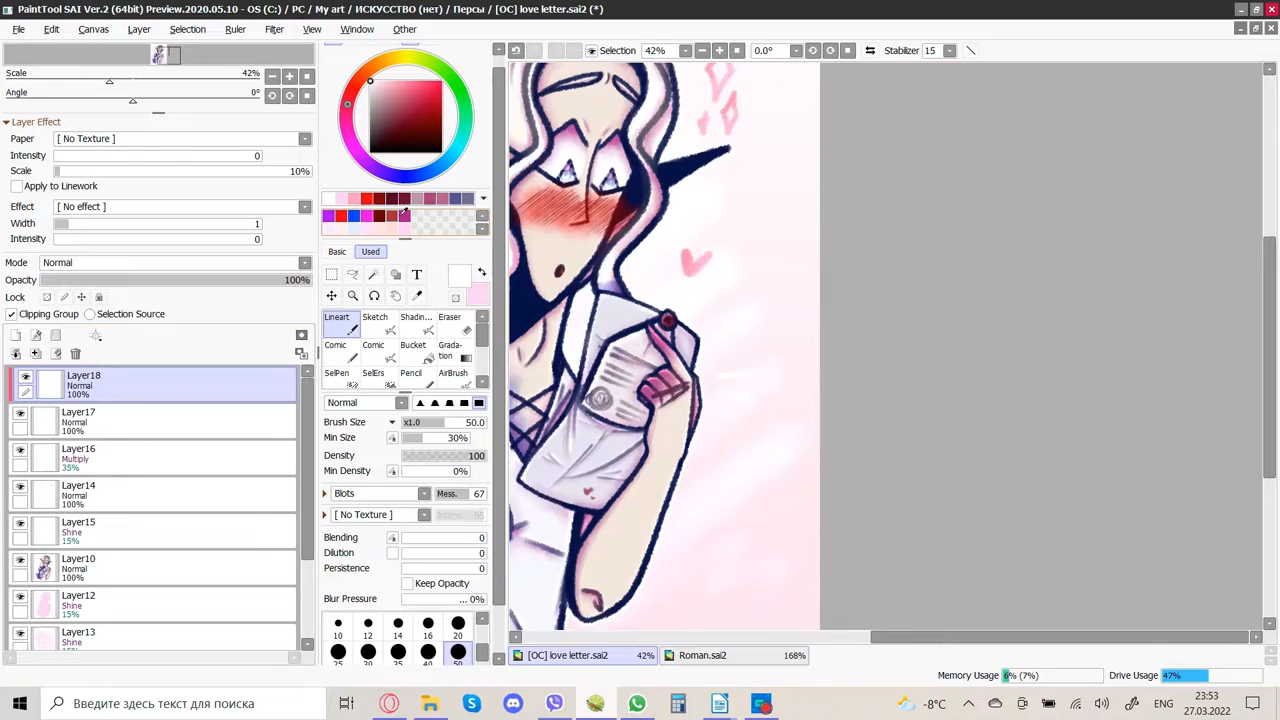 PaintTool SAI Ver.2 (64bit) Preview.2020.05.10 - OS (C:) / PC / My art / ИСКУССТВО (нет) / Персы / [OC] love letter.sai2 (*)
File Edit Canvas Layer Selection Ruler Filter View Window Other
Scale 42%
Angle 0°
Layer Effect
Paper [ No Texture ]
Intensity 0
Scale 10%
Apply to Linework
Effect [ No effect ]
Width 1
Intensity 0
Mode Normal
Opacity 100%
Lock
Clipping Group Selection Source
Layer18
Normal
100%
Layer17
Normal
100%
Layer16
Multiply
35%
Layer14
Normal
100%
Layer15
Shine
15%
Layer10
Normal
100%
Layer12
Shine
15%
Layer13
Shine
Basic Used
T
Lineart Sketch Shadin... Eraser
Comic Comic Bucket Grada-
tion
SelPen SelErs Pencil AirBrush
Normal
Brush Size x1.0 50.0
Min Size 30%
Density 100
Min Density 0%
Blots Mess. 67
[ No Texture ]
Blending 0
Dilution 0
Persistence 0
Keep Opacity
Blur Pressure ... 0%
10 12 14 16 20
25 30 35 40 50
Selection 42% 0.0° Stabilizer 15
[OC] love letter.sai2 42% Roman.sai2 168%
Memory Usage 6% (7%) Drive Usage 47%
Введите здесь текст для поиска
-8°C ENG 23:53
27.03.2022